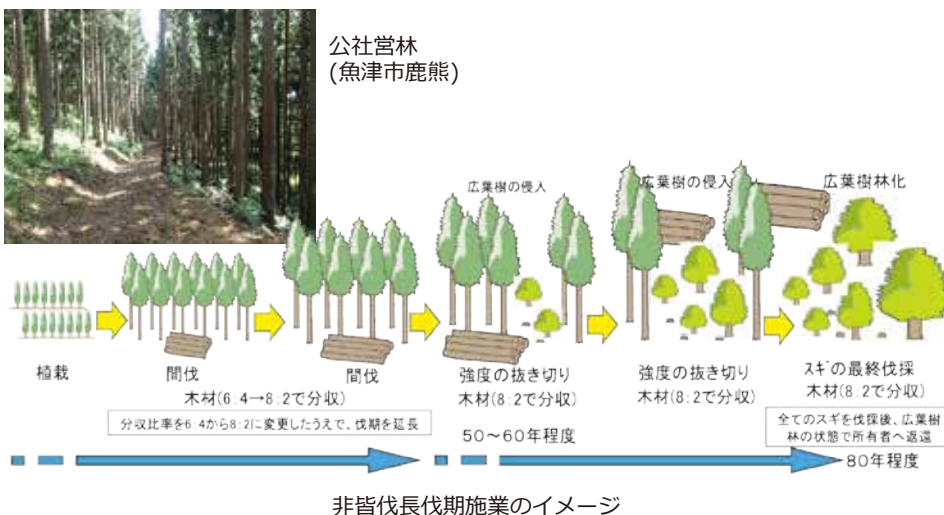 公社営林
(魚津市鹿熊)
広葉樹の侵入
広葉樹の侵入
広葉樹林化
植栽
間伐
間伐
強度の抜き切り
強度の抜き切り
スギの最終伐採
木材(6:4→8:2で分収)
木材(8:2で分収)
木材(8:2で分収)
木材(8:2で分収)
分収比率を6:4から8:2に変更したうえで、伐期を延長
全てのスギを伐採後、広葉樹
林の状態で所有者へ返還
50～60年程度
80年程度
非皆伐長伐期施業のイメージ